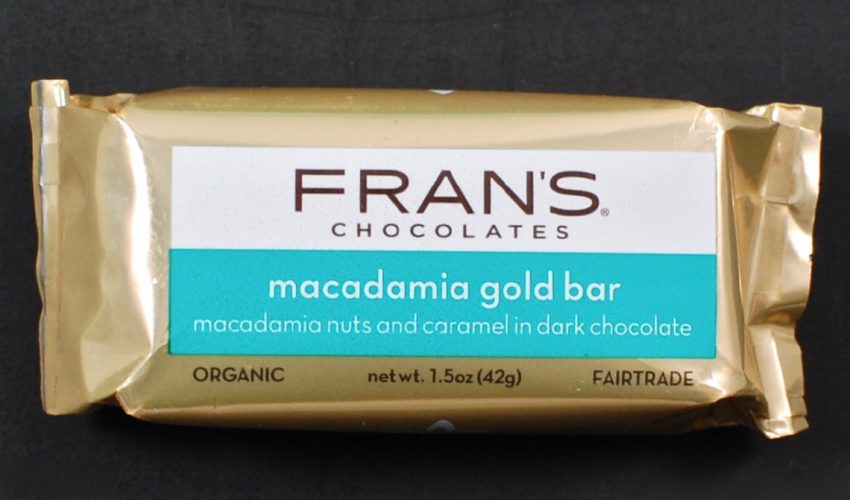 FRAN'S®
CHOCOLATES
macadamia gold bar
macadamia nuts and caramel in dark chocolate
ORGANIC net wt. 1.5oz (42g) FAIRTRADE